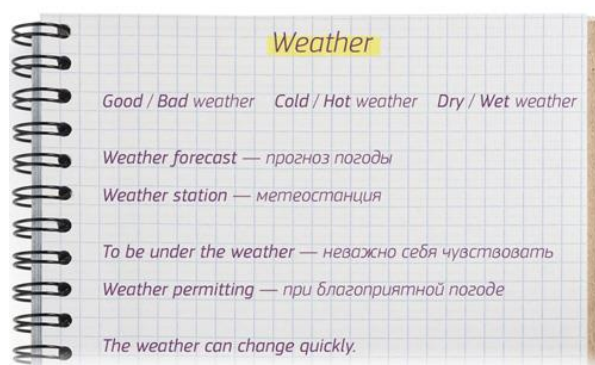 Weather
Good / Bad weather Cold / Hot weather Dry / Wet weather
Weather forecast — прогноз погоды
Weather station — метеостанция
To be under the weather — неважно себя чувствовать
Weather permitting — при благоприятной погоде
The weather can change quickly.